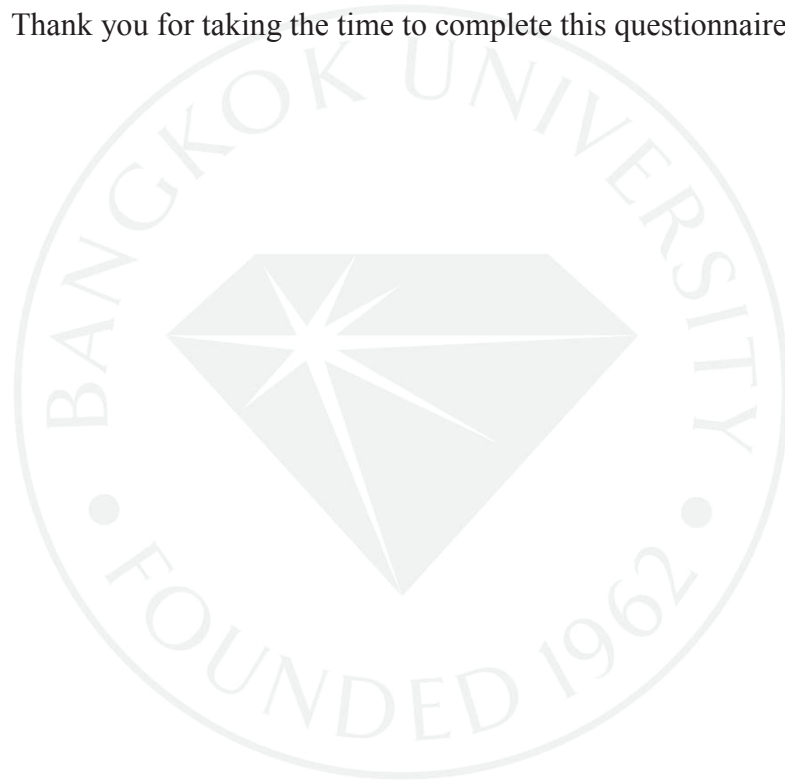 Thank you for taking the time to complete this questionnaire
BANGKOK UNIVERSITY
• FOUNDED 1962 •